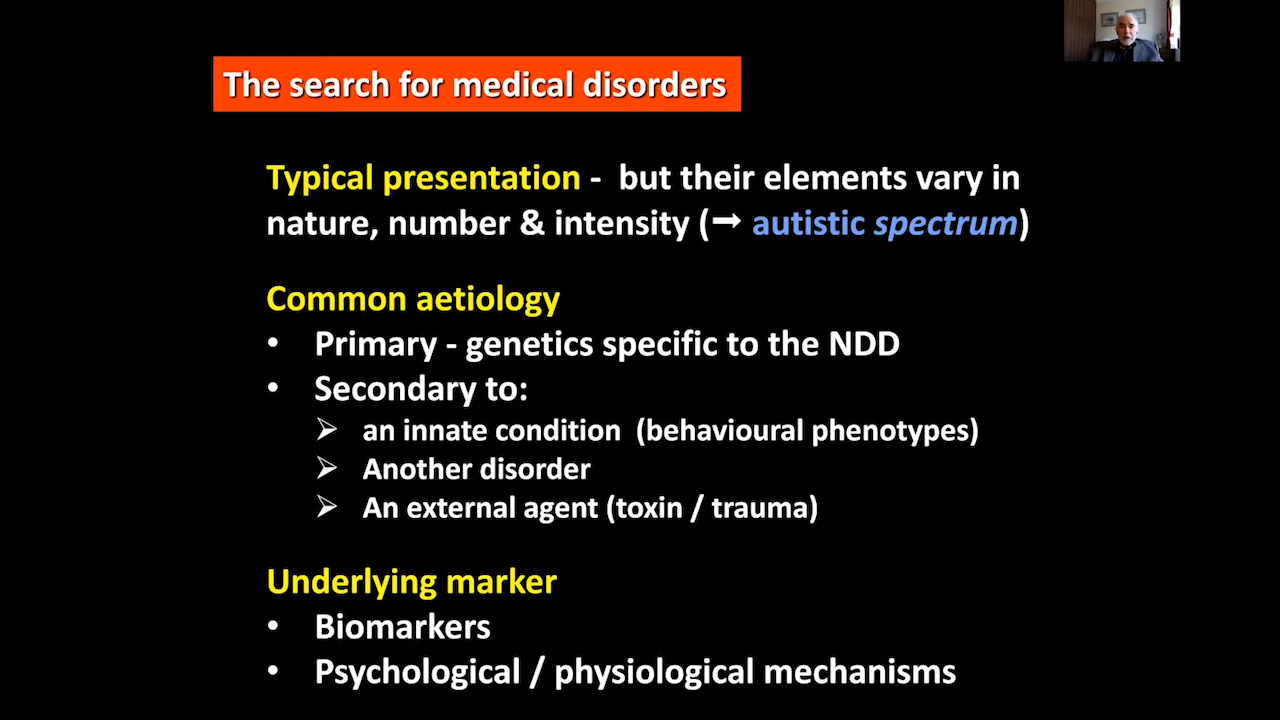 The search for medical disorders
Typical presentation - but their elements vary in
nature, number & intensity (➞ autistic spectrum)
Common aetiology
• Primary - genetics specific to the NDD
• Secondary to:
➢ an innate condition (behavioural phenotypes)
➢ Another disorder
➢ An external agent (toxin / trauma)
Underlying marker
• Biomarkers
• Psychological / physiological mechanisms